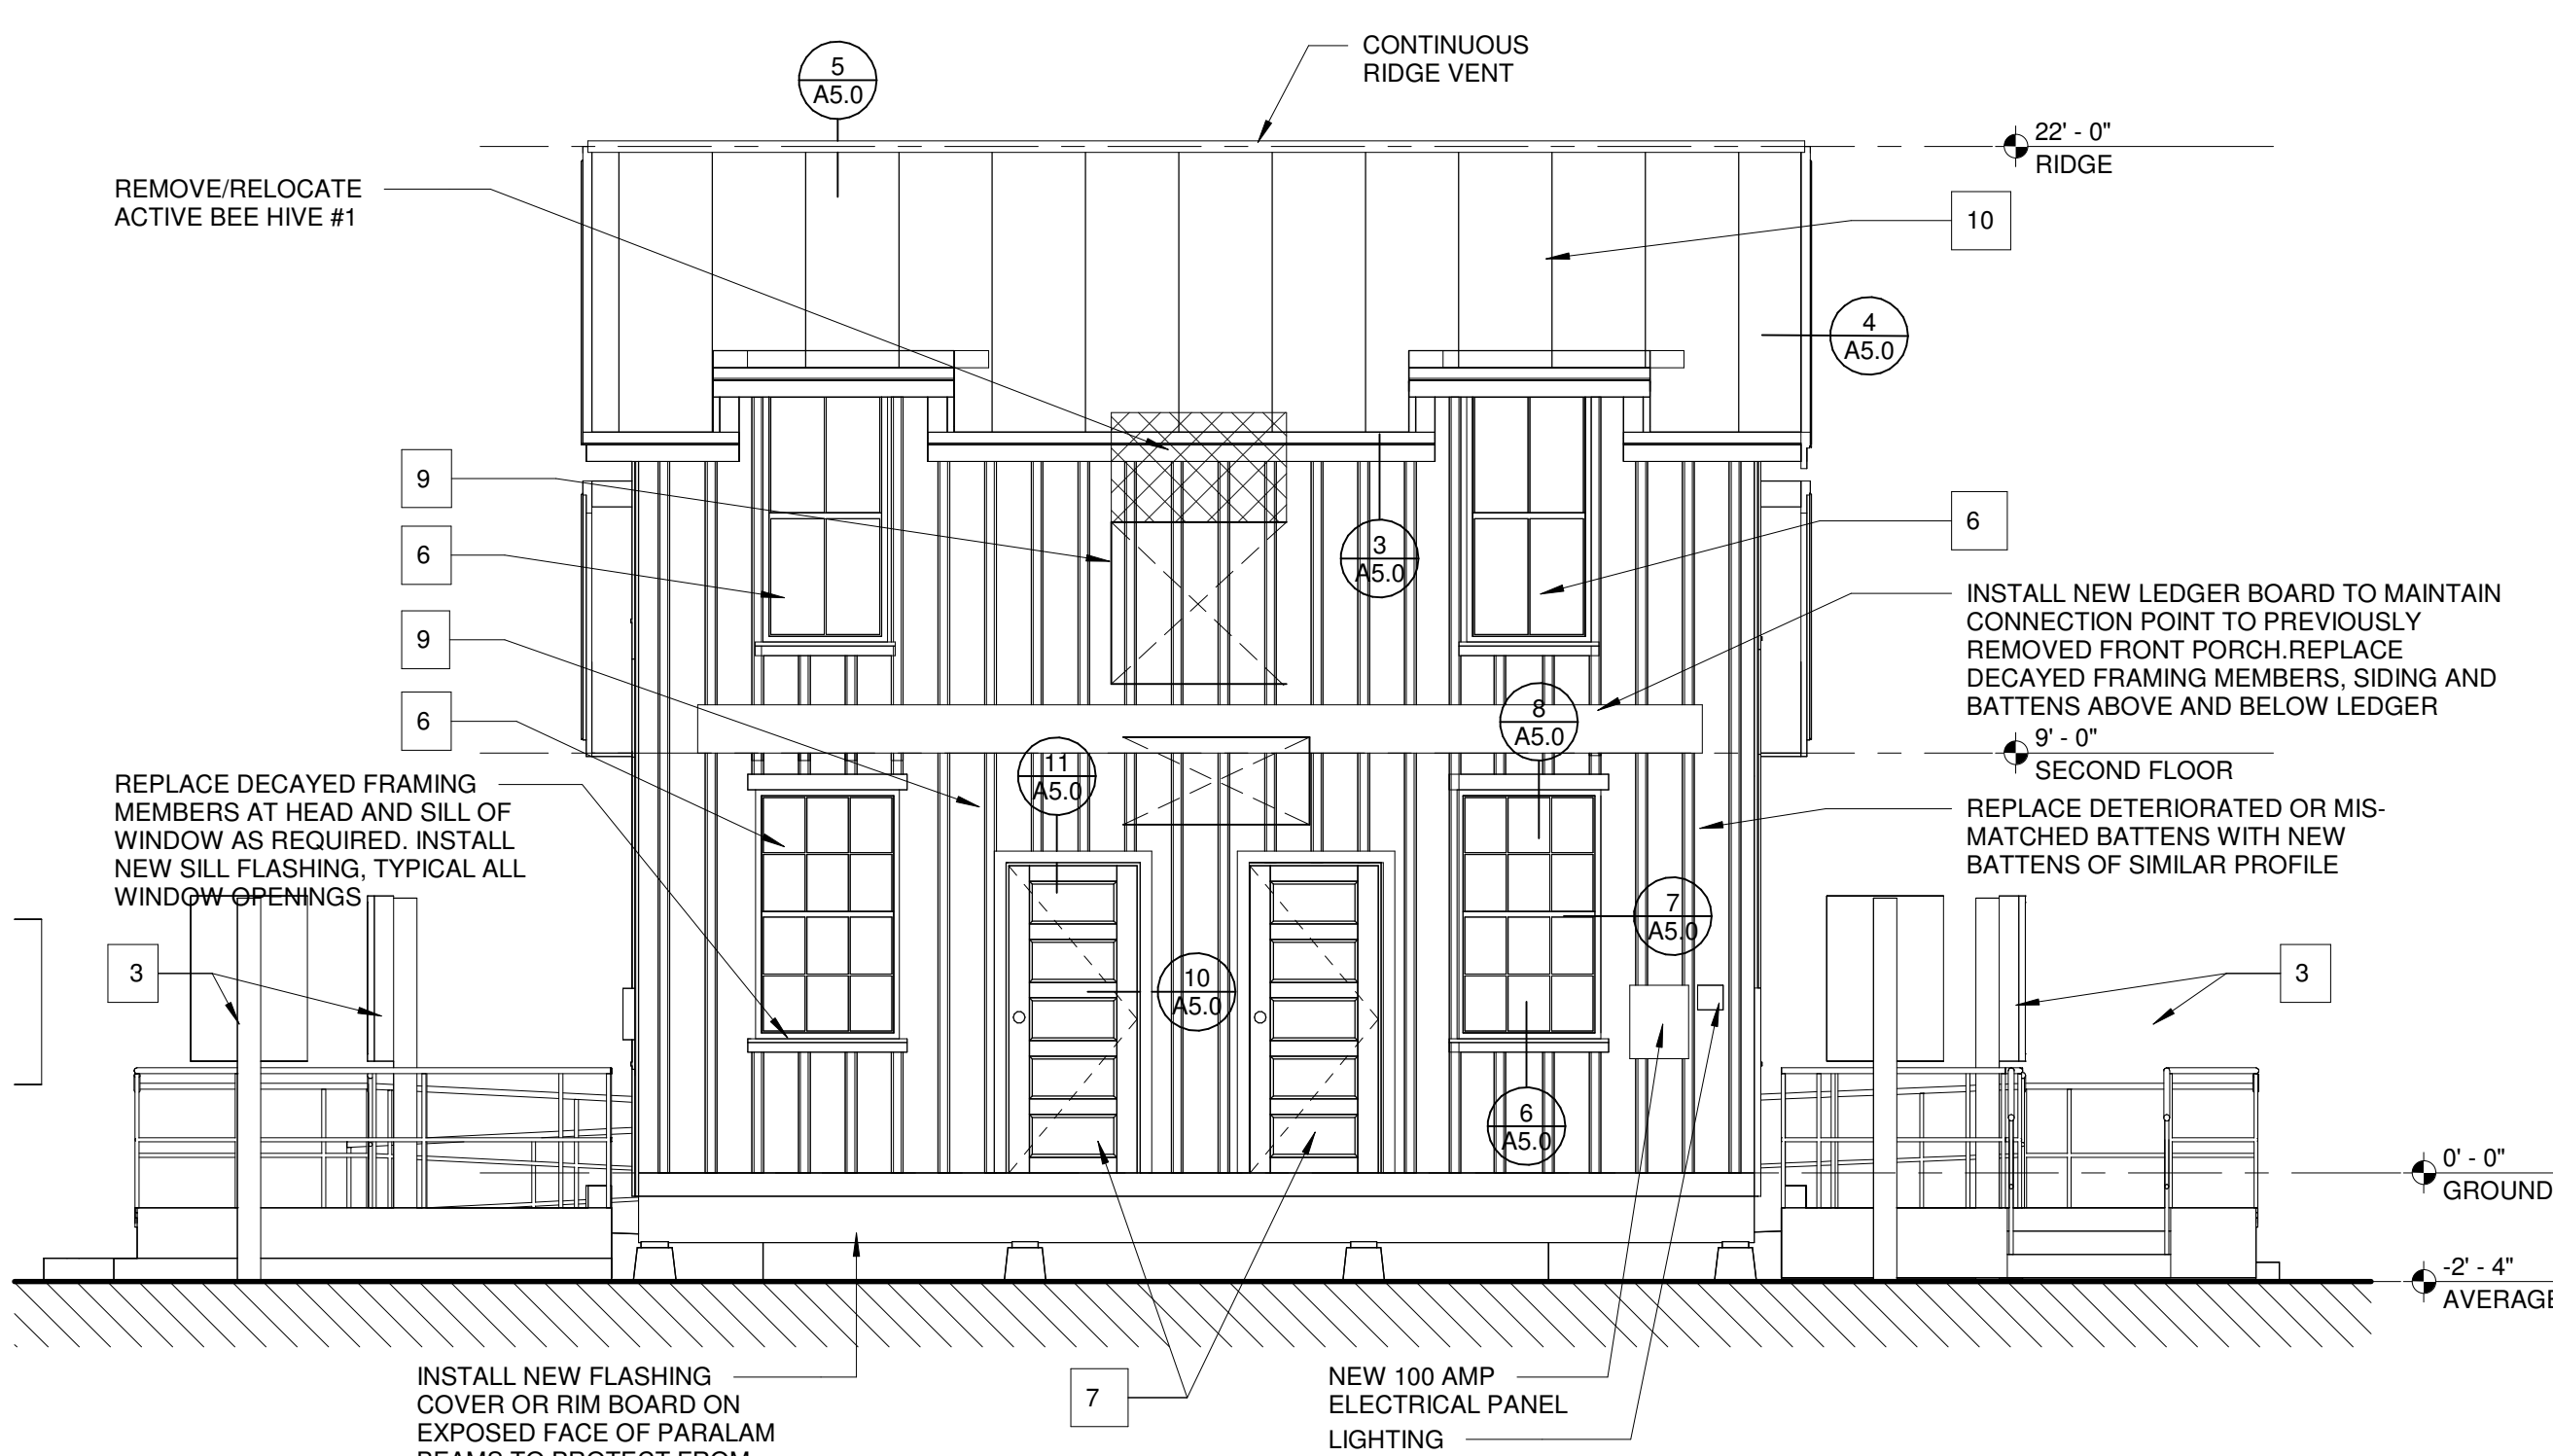 CONTINUOUS
RIDGE VENT
5
A5.0
22' - 0"
RIDGE
REMOVE/RELOCATE
ACTIVE BEE HIVE #1
10
4
A5.0
9
6
3
A5.0
6
9
INSTALL NEW LEDGER BOARD TO MAINTAIN
CONNECTION POINT TO PREVIOUSLY
REMOVED FRONT PORCH.REPLACE
DECAYED FRAMING MEMBERS, SIDING AND
BATTENS ABOVE AND BELOW LEDGER
6
8
A5.0
9' - 0"
SECOND FLOOR
11
A5.0
REPLACE DECAYED FRAMING
MEMBERS AT HEAD AND SILL OF
WINDOW AS REQUIRED. INSTALL
NEW SILL FLASHING, TYPICAL ALL
WINDOW OPENINGS
REPLACE DETERIORATED OR MIS-
MATCHED BATTENS WITH NEW
BATTENS OF SIMILAR PROFILE
7
A5.0
3
10
A5.0
3
6
A5.0
0' - 0"
GROUND
-2' - 4"
AVERAGE
INSTALL NEW FLASHING
COVER OR RIM BOARD ON
EXPOSED FACE OF PARALAM
BEAMS TO PROTECT FROM
7
NEW 100 AMP
ELECTRICAL PANEL
LIGHTING